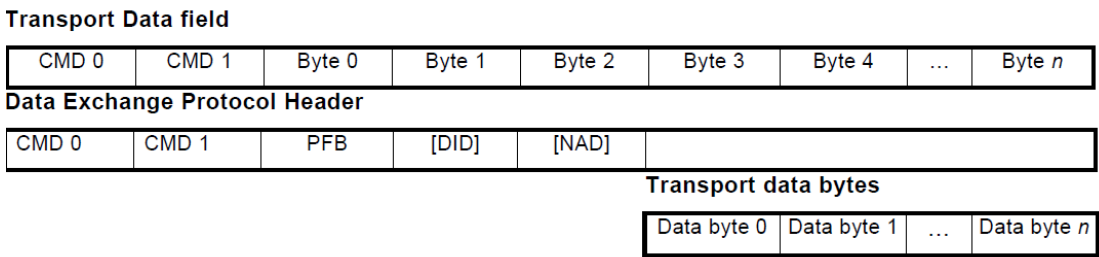 Transport Data field
CMD 0 CMD 1 Byte 0 Byte 1 Byte 2 Byte 3 Byte 4 ... Byte n
Data Exchange Protocol Header
CMD 0 CMD 1 PFB [DID] [NAD]
Transport data bytes
Data byte 0 Data byte 1 ... Data byte n